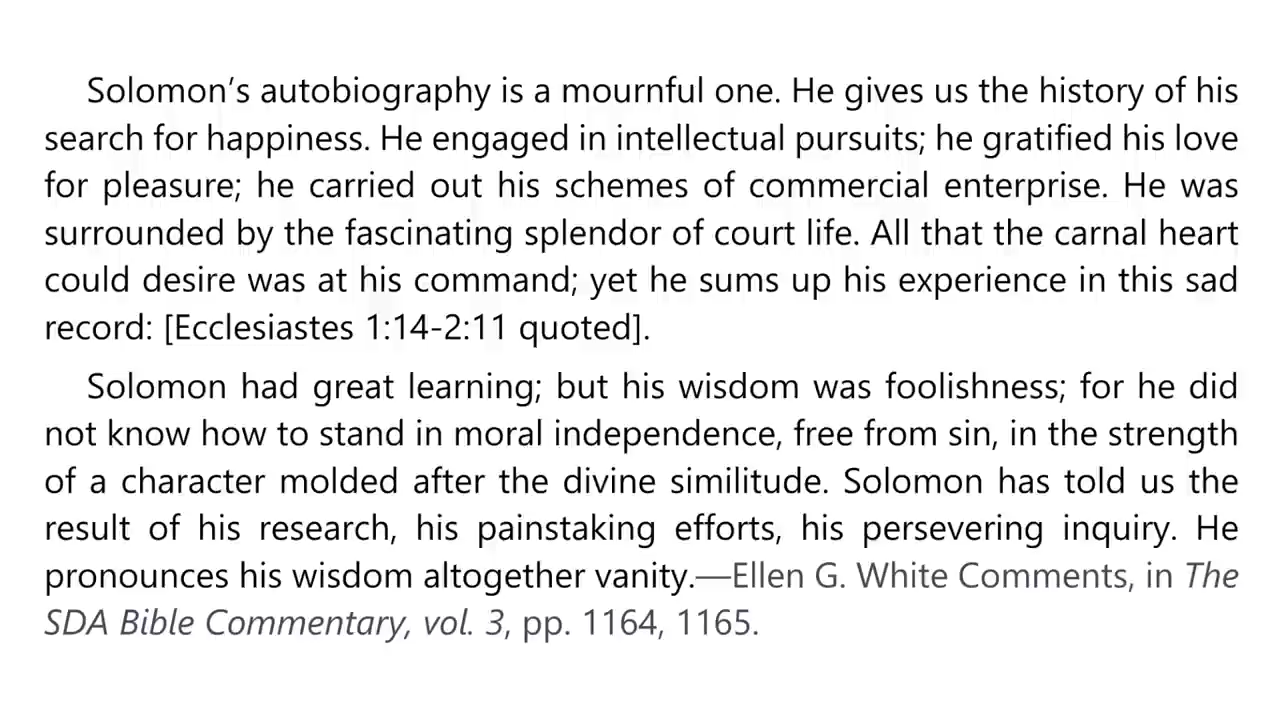 Solomon’s autobiography is a mournful one. He gives us the history of his
search for happiness. He engaged in intellectual pursuits; he gratified his love
for pleasure; he carried out his schemes of commercial enterprise. He was
surrounded by the fascinating splendor of court life. All that the carnal heart
could desire was at his command; yet he sums up his experience in this sad
record: [Ecclesiastes 1:14-2:11 quoted].
Solomon had great learning; but his wisdom was foolishness; for he did
not know how to stand in moral independence, free from sin, in the strength
of a character molded after the divine similitude. Solomon has told us the
result of his research, his painstaking efforts, his persevering inquiry. He
pronounces his wisdom altogether vanity.—Ellen G. White Comments, in The
SDA Bible Commentary, vol. 3, pp. 1164, 1165.